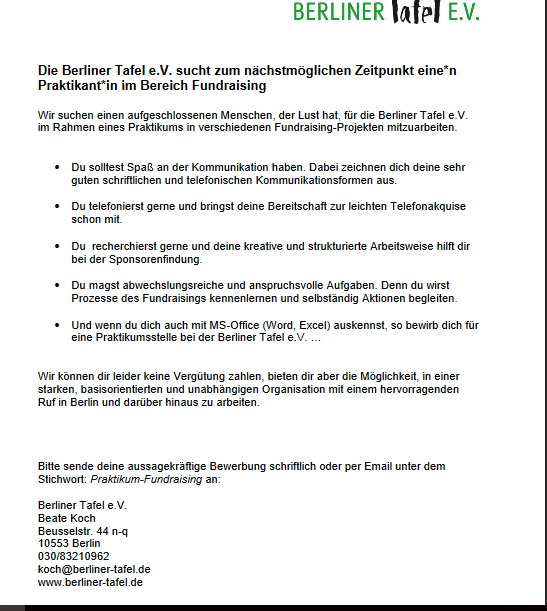 BERLINER Tafel E.V.
Die Berliner Tafel e.V. sucht zum nächstmöglichen Zeitpunkt eine*n
Praktikant*in im Bereich Fundraising
Wir suchen einen aufgeschlossenen Menschen, der Lust hat, für die Berliner Tafel e.V.
im Rahmen eines Praktikums in verschiedenen Fundraising-Projekten mitzuarbeiten.
• Du solltest Spaß an der Kommunikation haben. Dabei zeichnen dich deine sehr
guten schriftlichen und telefonischen Kommunikationsformen aus.
• Du telefonierst gerne und bringst deine Bereitschaft zur leichten Telefonakquise
schon mit.
• Du recherchierst gerne und deine kreative und strukturierte Arbeitsweise hilft dir
bei der Sponsorenfindung.
• Du magst abwechslungsreiche und anspruchsvolle Aufgaben. Denn du wirst
Prozesse des Fundraisings kennenlernen und selbständig Aktionen begleiten.
• Und wenn du dich auch mit MS-Office (Word, Excel) auskennst, so bewirb dich für
eine Praktikumsstelle bei der Berliner Tafel e.V. …
Wir können dir leider keine Vergütung zahlen, bieten dir aber die Möglichkeit, in einer
starken, basisorientierten und unabhängigen Organisation mit einem hervorragenden
Ruf in Berlin und darüber hinaus zu arbeiten.
Bitte sende deine aussagekräftige Bewerbung schriftlich oder per Email unter dem
Stichwort: Praktikum-Fundraising an:
Berliner Tafel e.V.
Beate Koch
Beusselstr. 44 n-q
10553 Berlin
030/83210962
koch@berliner-tafel.de
www.berliner-tafel.de